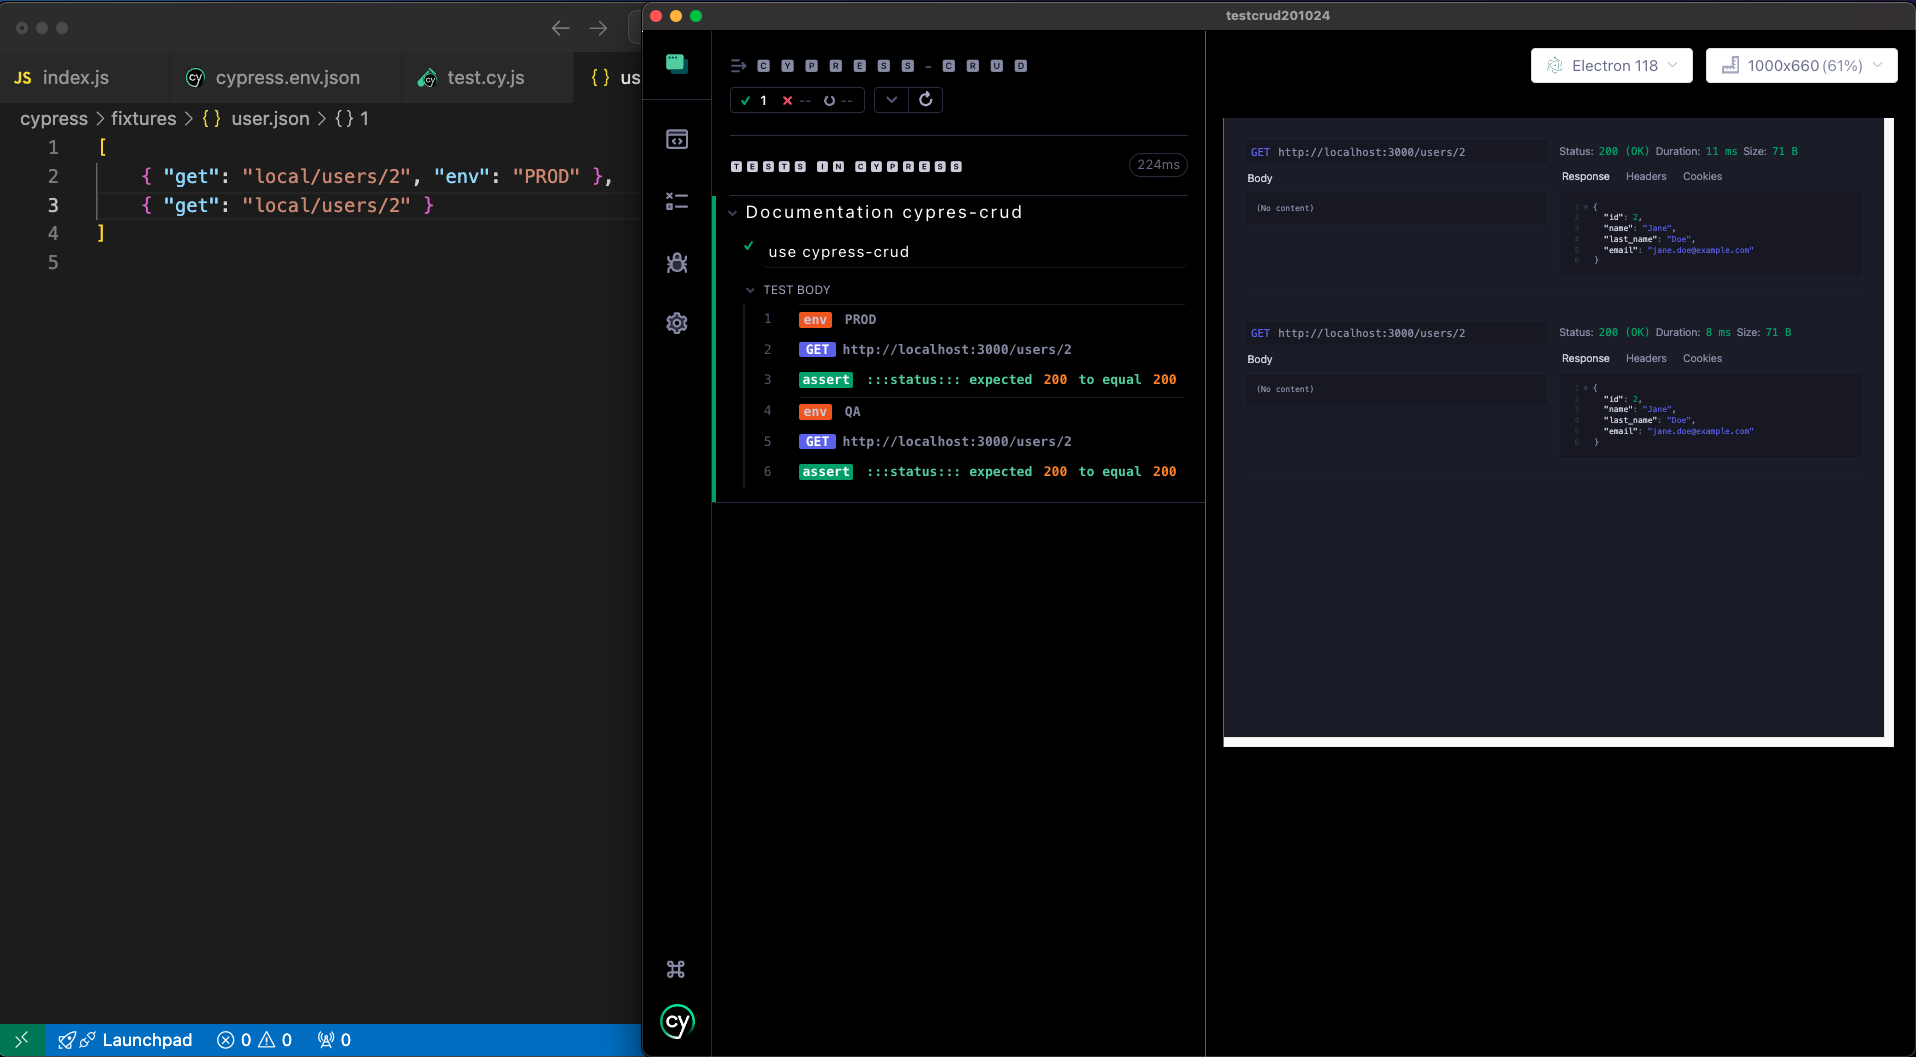 JS index.js
cy cypress.env.json
cy test.cy.js
{ } us
cypress > fixtures > { } user.json > { } 1
1 [
2 { "get": "local/users/2", "env": "PROD" },
3 { "get": "local/users/2" }
4 ]
5
Launchpad 0 0 0
testcrud201024
CYPRESS-CRUD
1 -- --
TESTS IN CYPRESS 224ms
Documentation cypres-crud
use cypress-crud
TEST BODY
1 env PROD
2 GET http://localhost:3000/users/2
3 assert :::status::: expected 200 to equal 200
4 env QA
5 GET http://localhost:3000/users/2
6 assert :::status::: expected 200 to equal 200
cy
Electron 118
1000x660 (61%)
GET http://localhost:3000/users/2
Body
(No content)
Status: 200 (OK) Duration: 11 ms Size: 71 B
Response Headers Cookies
1 {
2 "id": 2,
3 "name": "Jane",
4 "last_name": "Doe",
5 "email": "jane.doe@example.com"
6 }
GET http://localhost:3000/users/2
Body
(No content)
Status: 200 (OK) Duration: 8 ms Size: 71 B
Response Headers Cookies
1 {
2 "id": 2,
3 "name": "Jane",
4 "last_name": "Doe",
5 "email": "jane.doe@example.com"
6 }